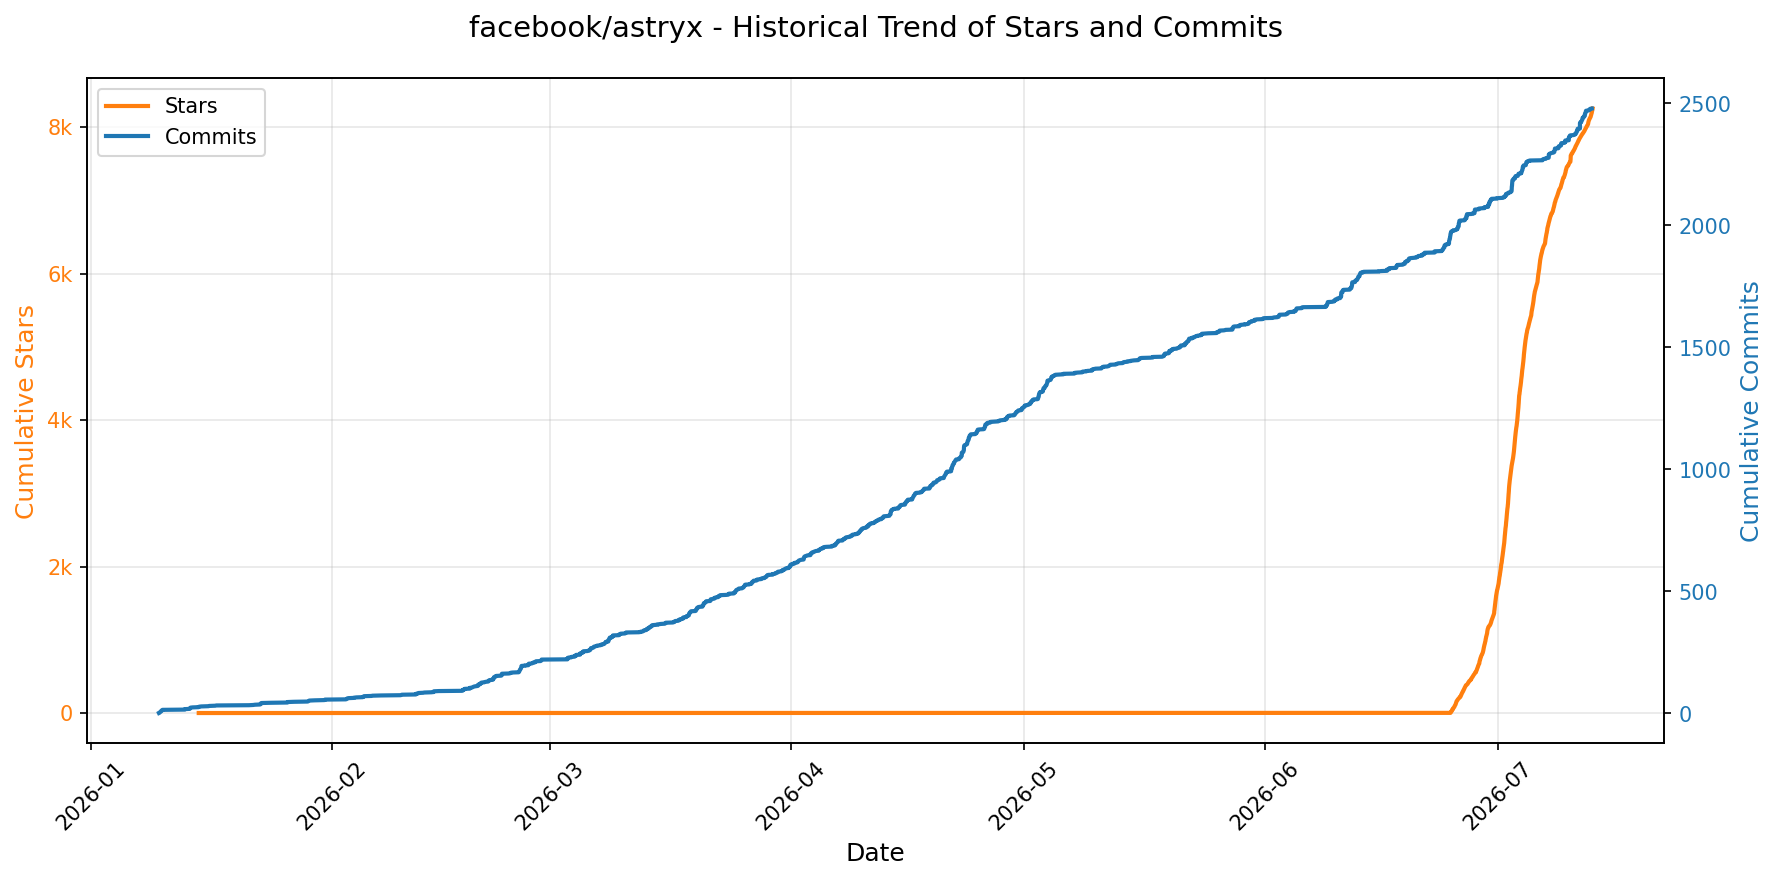 facebook/astryx - Historical Trend of Stars and Commits
Stars
Commits
8k
6k
4k
2k
0
Cumulative Stars
2500
2000
1500
1000
500
0
Cumulative Commits
2026-01
2026-02
2026-03
2026-04
2026-05
2026-06
2026-07
Date